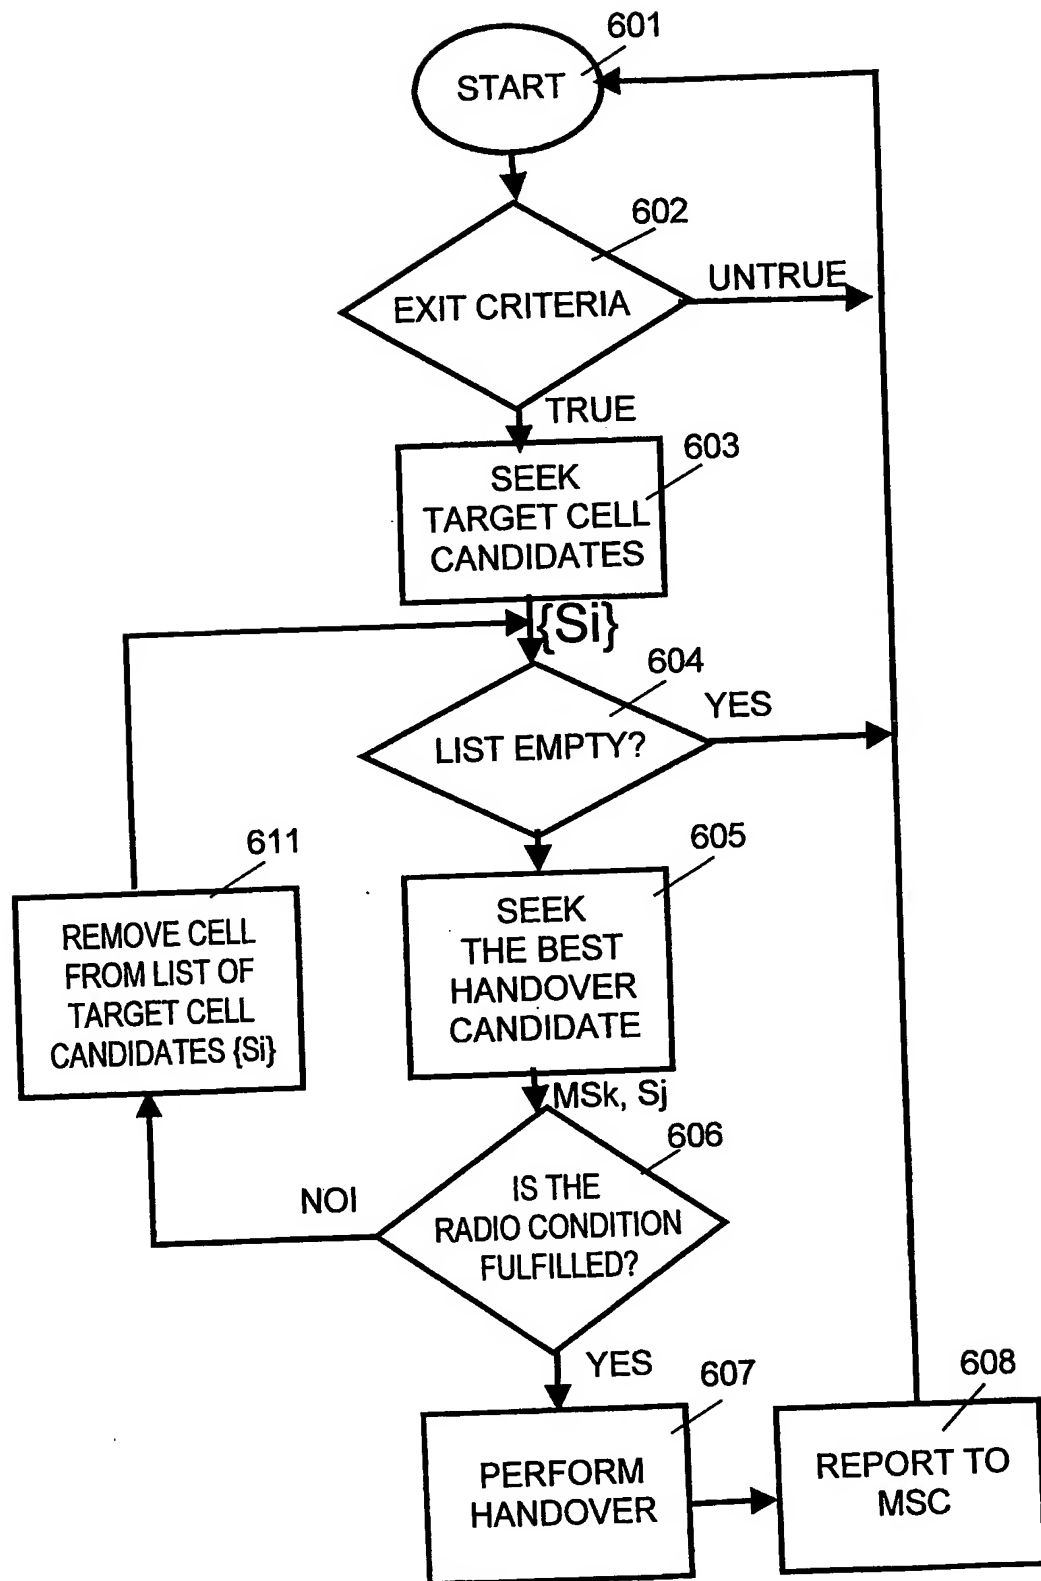 601
START
602
UNTRUE
EXIT CRITERIA
TRUE
603
SEEK
TARGET CELL
CANDIDATES
{Si}
604
YES
LIST EMPTY?
605
611
SEEK
THE BEST
HANDOVER
CANDIDATE
REMOVE CELL
FROM LIST OF
TARGET CELL
CANDIDATES {Si}
MSk, Sj
606
NOI
IS THE
RADIO CONDITION
FULFILLED?
YES
607
608
PERFORM
HANDOVER
REPORT TO
MSC